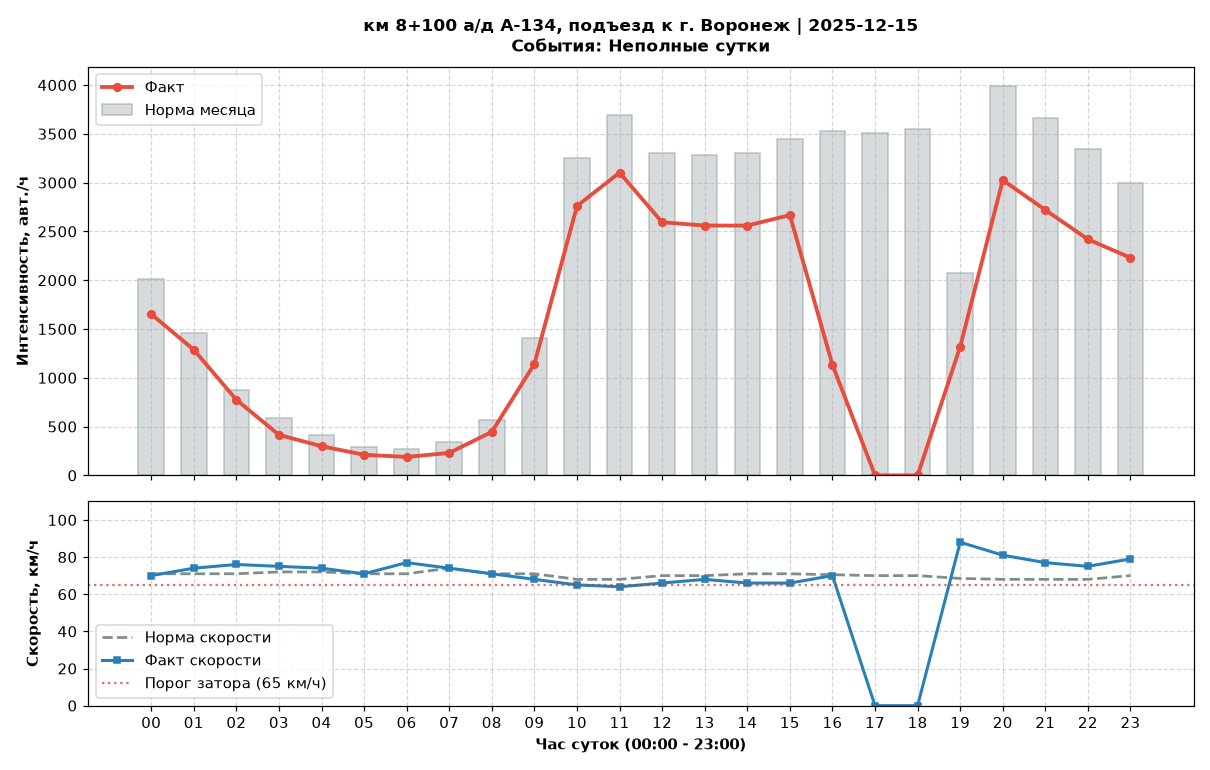 км 8+100 а/д А-134, подъезд к г. Воронеж | 2025-12-15
События: Неполные сутки
Интенсивность, авт./ч
4000
3500
3000
2500
2000
1500
1000
500
0
Факт
Норма месяца
Скорость, км/ч
100
80
60
40
20
0
Норма скорости
Факт скорости
Порог затора (65 км/ч)
00 01 02 03 04 05 06 07 08 09 10 11 12 13 14 15 16 17 18 19 20 21 22 23
Час суток (00:00 - 23:00)